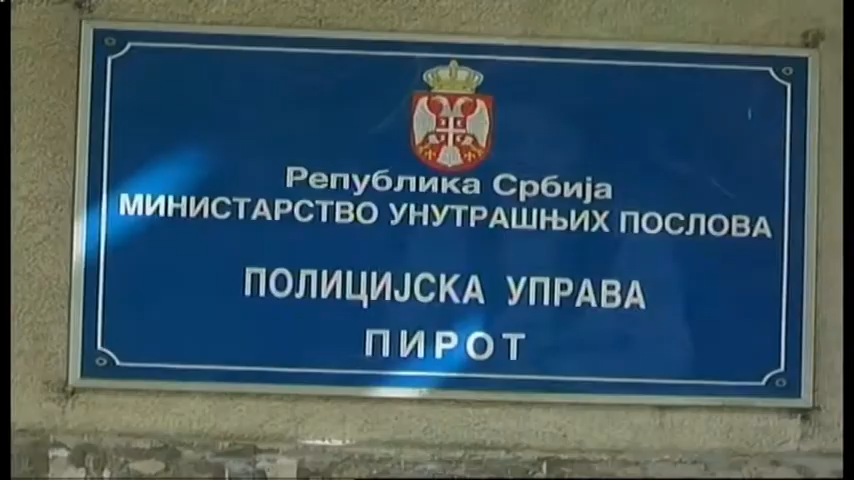 Република Србија
МИНИСТАРСТВО УНУТРАШЊИХ ПОСЛОВА
ПОЛИЦИЈСКА УПРАВА
ПИРОТ